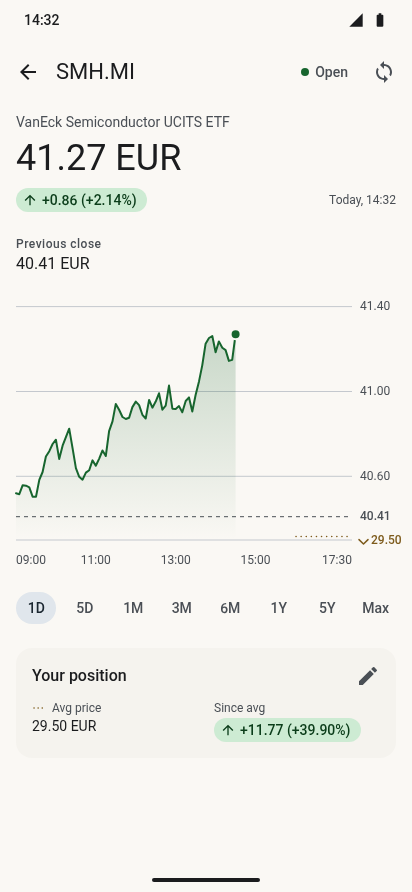 14:32
SMH.MI
Open
VanEck Semiconductor UCITS ETF
41.27 EUR
+0.86 (+2.14%)
Today, 14:32
Previous close
40.41 EUR
41.40
41.00
40.60
40.41
29.50
09:00 11:00 13:00 15:00 17:30
1D 5D 1M 3M 6M 1Y 5Y Max
Your position
Avg price
29.50 EUR
Since avg
+11.77 (+39.90%)